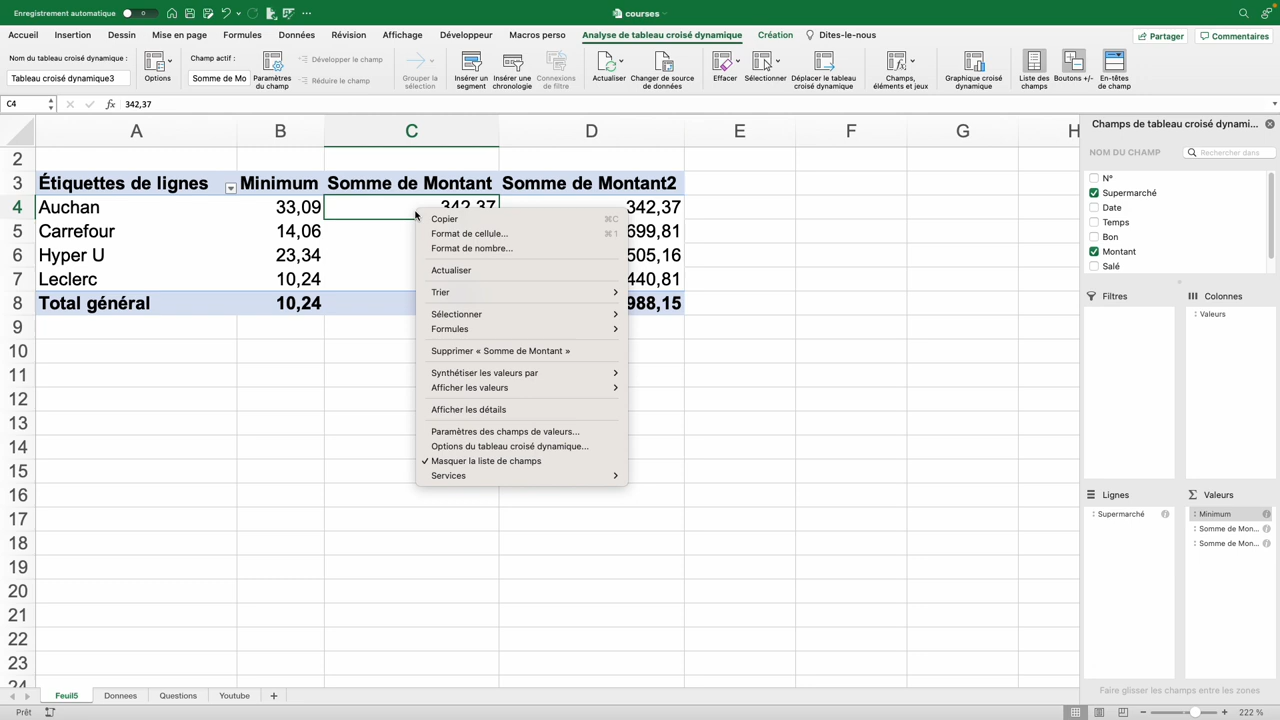 Enregistrement automatique
courses
Accueil Insertion Dessin Mise en page Formules Données Révision Affichage Développeur Macros perso Analyse de tableau croisé dynamique Création Dites-le-nous Partager Commentaires
Nom du tableau croisé dynamique :
Tableau croisé dynamique3
Options
Champ actif :
Somme de Mo
Paramètres du champ
Développer le champ
Réduire le champ
Grouper la sélection
Insérer un segment
Insérer une chronologie
Connexions de filtre
Actualiser
Changer de source de données
Effacer
Sélectionner
Déplacer le tableau croisé dynamique
Champs, éléments et jeux
Graphique croisé dynamique
Liste des champs
Boutons +/-
En-têtes de champ
C4 fx 342,37
A B C D E F G H
2
3 Étiquettes de lignes Minimum Somme de Montant Somme de Montant2
4 Auchan 33,09 342,37 342,37
5 Carrefour 14,06 699,81
6 Hyper U 23,34 505,16
7 Leclerc 10,24 440,81
8 Total général 10,24 988,15
9
10
11
12
13
14
15
16
17
18
19
20
21
22
23
24
Copier ⌘C
Format de cellule... ⌘1
Format de nombre...
Actualiser
Trier
Sélectionner
Formules
Supprimer « Somme de Montant »
Synthétiser les valeurs par
Afficher les valeurs
Afficher les détails
Paramètres des champs de valeurs...
Options du tableau croisé dynamique...
✓ Masquer la liste de champs
Services
Champs de tableau croisé dynami...
NOM DU CHAMP Rechercher dans
N°
Supermarché
Date
Temps
Bon
Montant
Salé
Filtres
Colonnes
Valeurs
Lignes
Supermarché
Valeurs
Minimum
Somme de Mon...
Somme de Mon...
Faire glisser les champs entre les zones
Feuil5 Donnees Questions Youtube +
Prêt
222 %